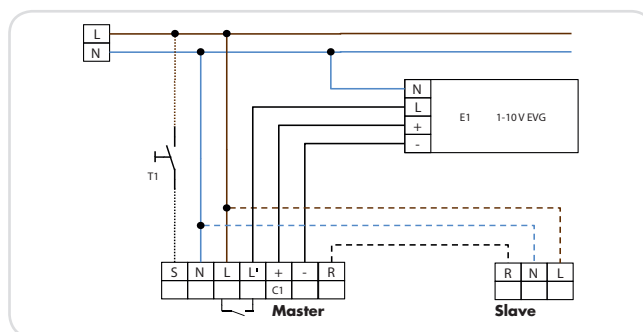 L
N
N
L
+
-
E1 1-10 V EVG
T1
S N L L' + - R
C1
Master
R N L
Slave